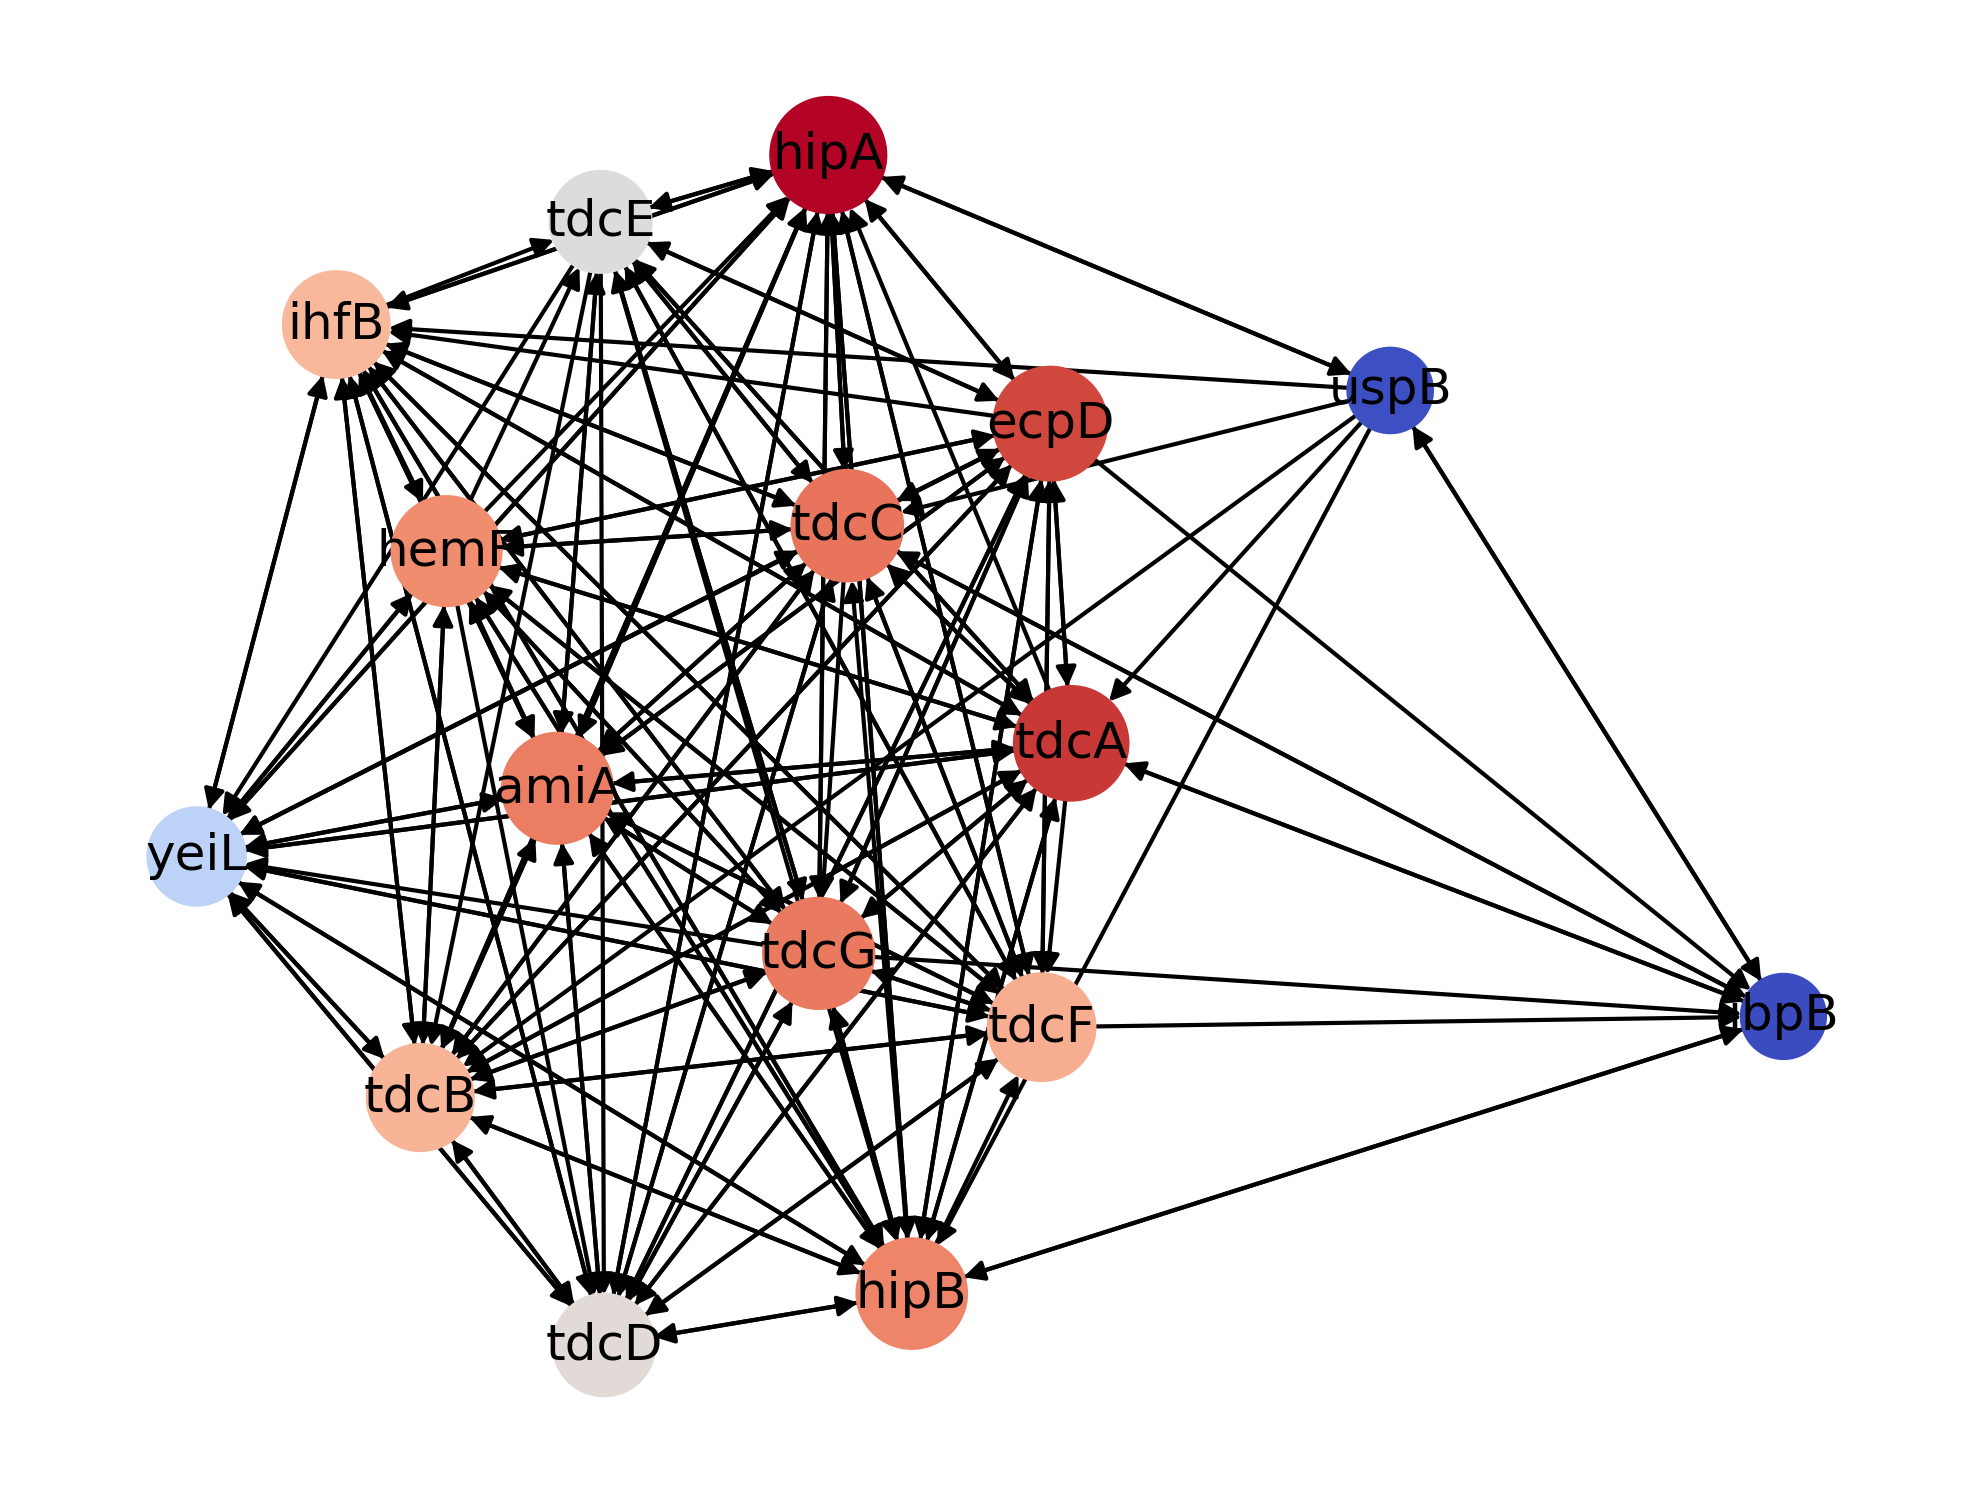 hipA
tdcE
ihfB
uspB
ecpD
tdcC
hemF
tdcA
amiA
yeiL
tdcG
ibpB
tdcF
tdcB
hipB
tdcD